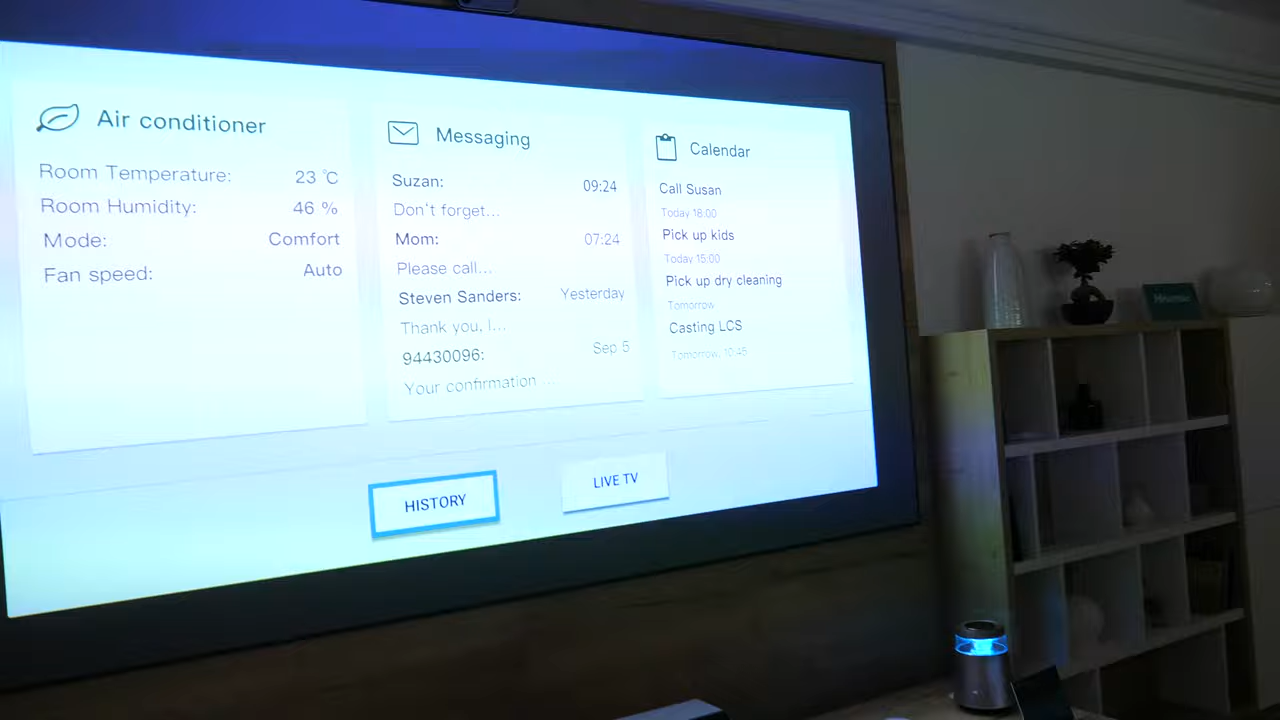 Air conditioner
Room Temperature: 23 °C
Room Humidity: 46 %
Mode: Comfort
Fan speed: Auto
Messaging
Suzan: 09:24
Don't forget...
Mom: 07:24
Please call...
Steven Sanders: Yesterday
Thank you, I...
94430096: Sep 5
Your confirmation ...
Calendar
Call Susan
Today 18:00
Pick up kids
Today 15:00
Pick up dry cleaning
Tomorrow
Casting LCS
Tomorrow, 10:45
HISTORY
LIVE TV
Hisense